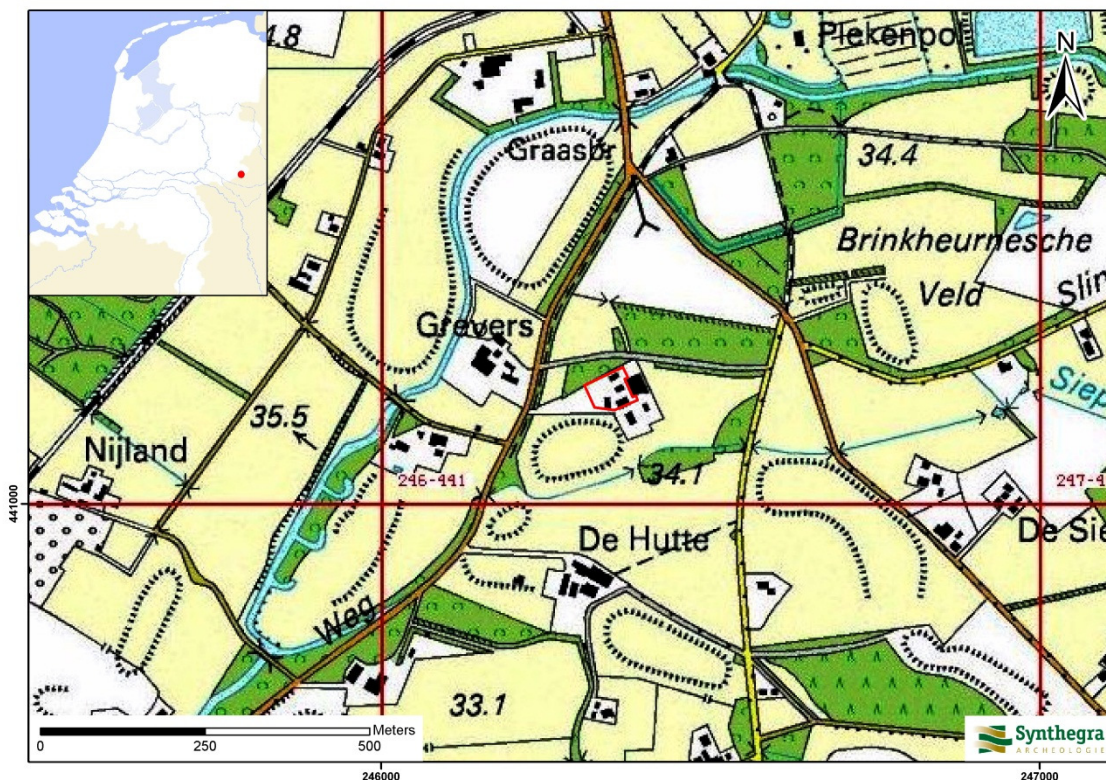 4.8
Plekenpo
N
Graasbr
34.4
Brinkheurnesche
Veld
Slin
Grevers
Siep
35.5
Nijland
246-441
34.1
247-4
441000
De Hutte
De Sie
Weg
33.1
Meters
0 250 500
Synthegra
ARCHEOLOGIE
246000 247000